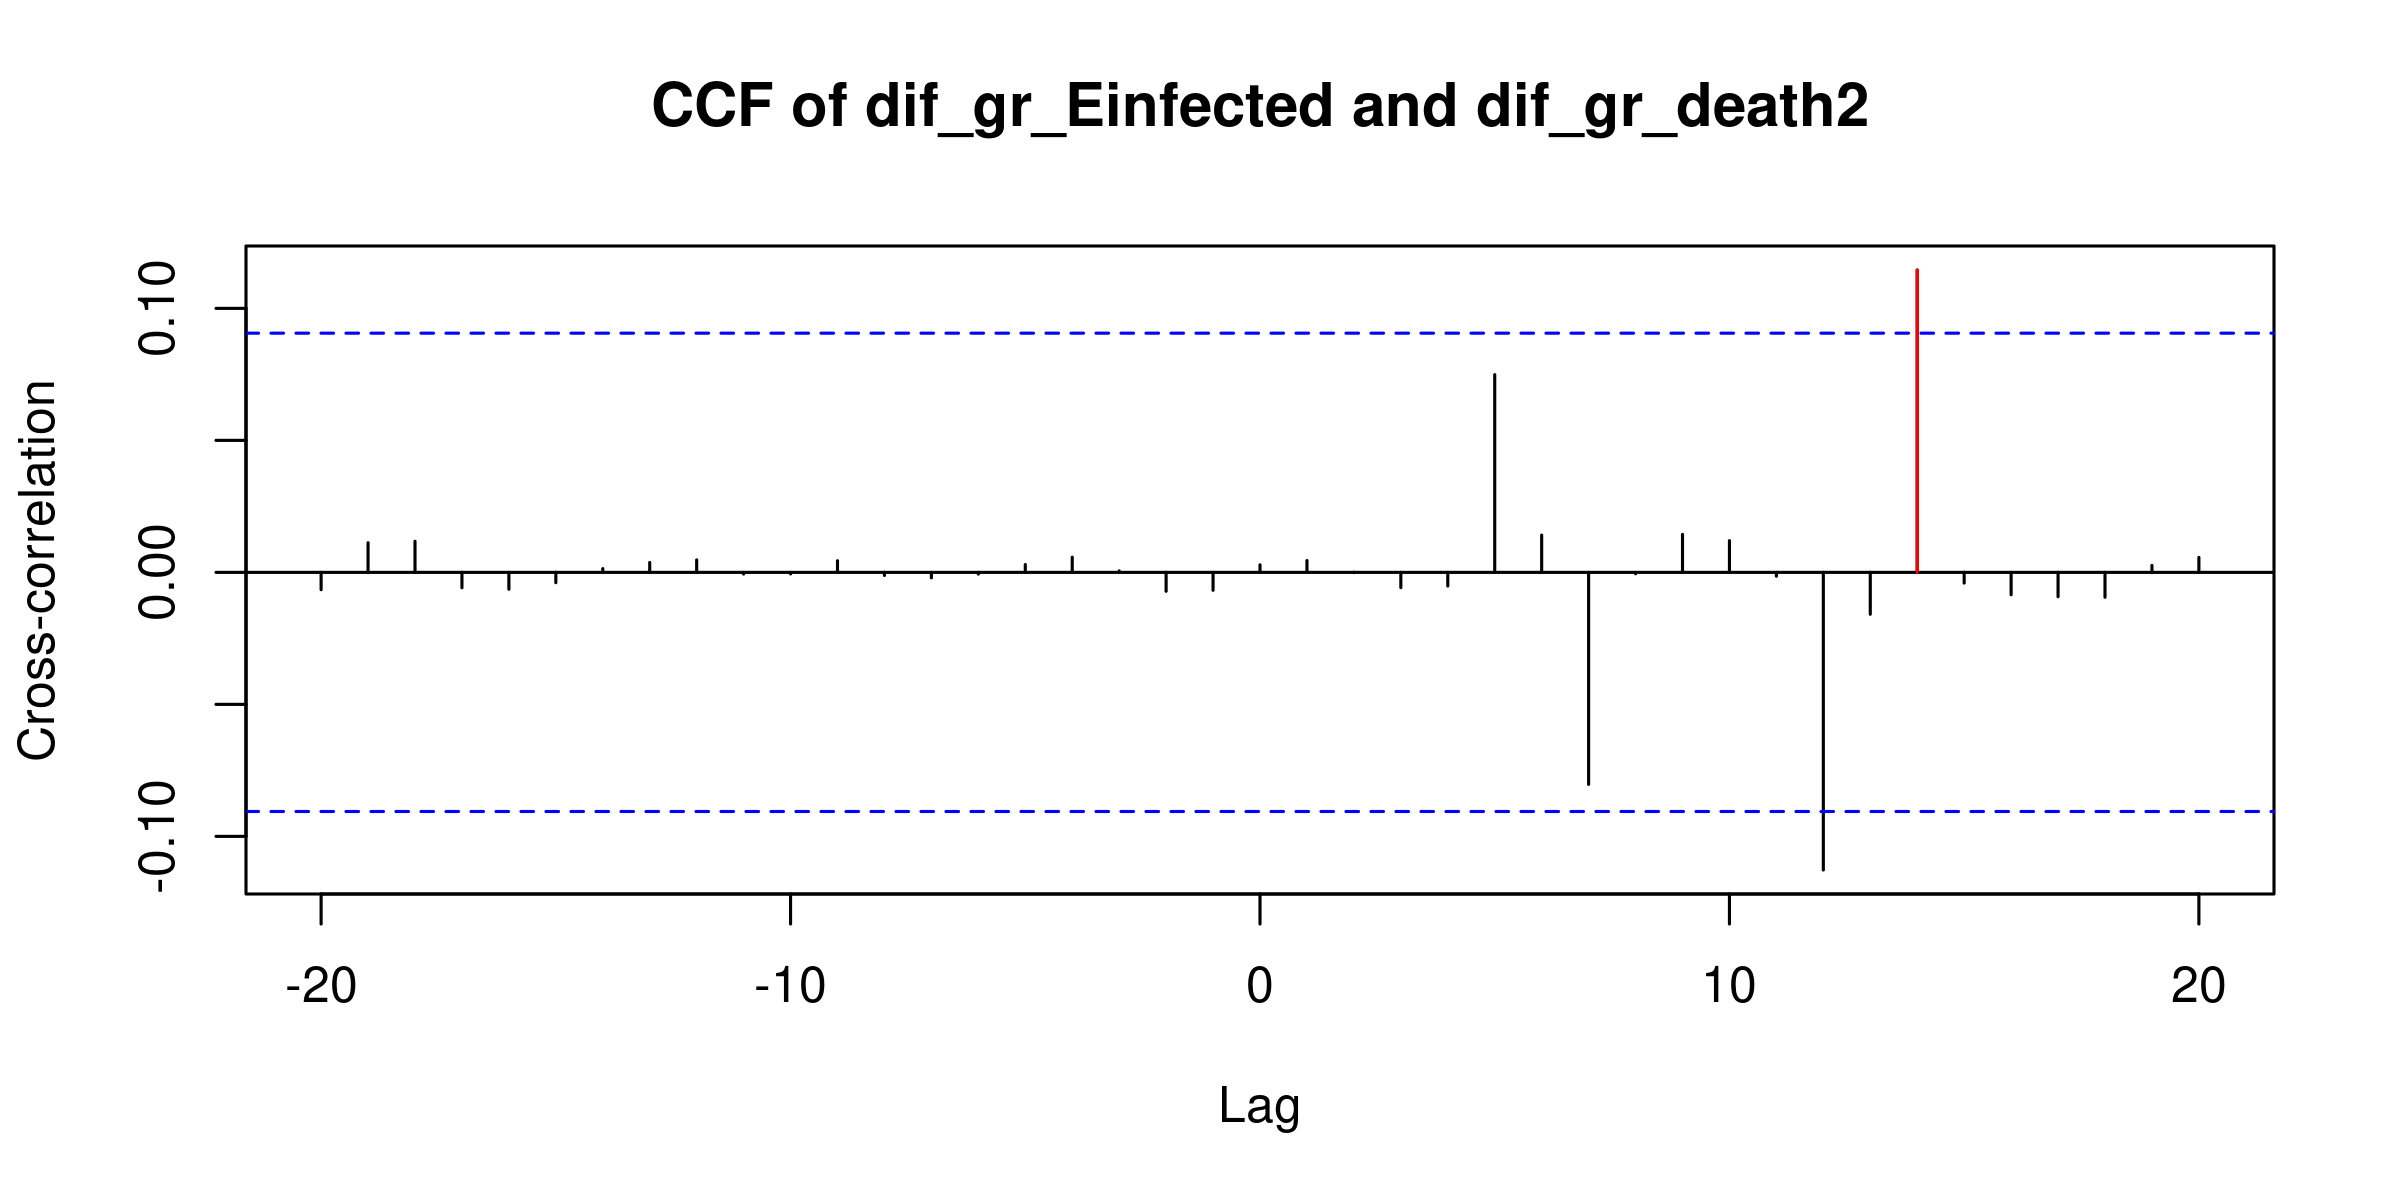 CCF of dif_gr_Einfected and dif_gr_death2
Cross-correlation
0.10
0.00
-0.10
-20 -10 0 10 20
Lag